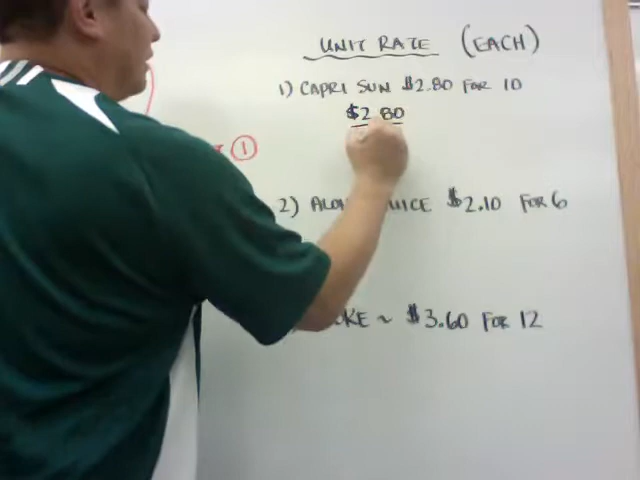 UNIT RATE (EACH)
1) CAPRI SUN $2.80 FOR 10
$2.80
①
2) $2.10 FOR 6
~ $3.60 FOR 12